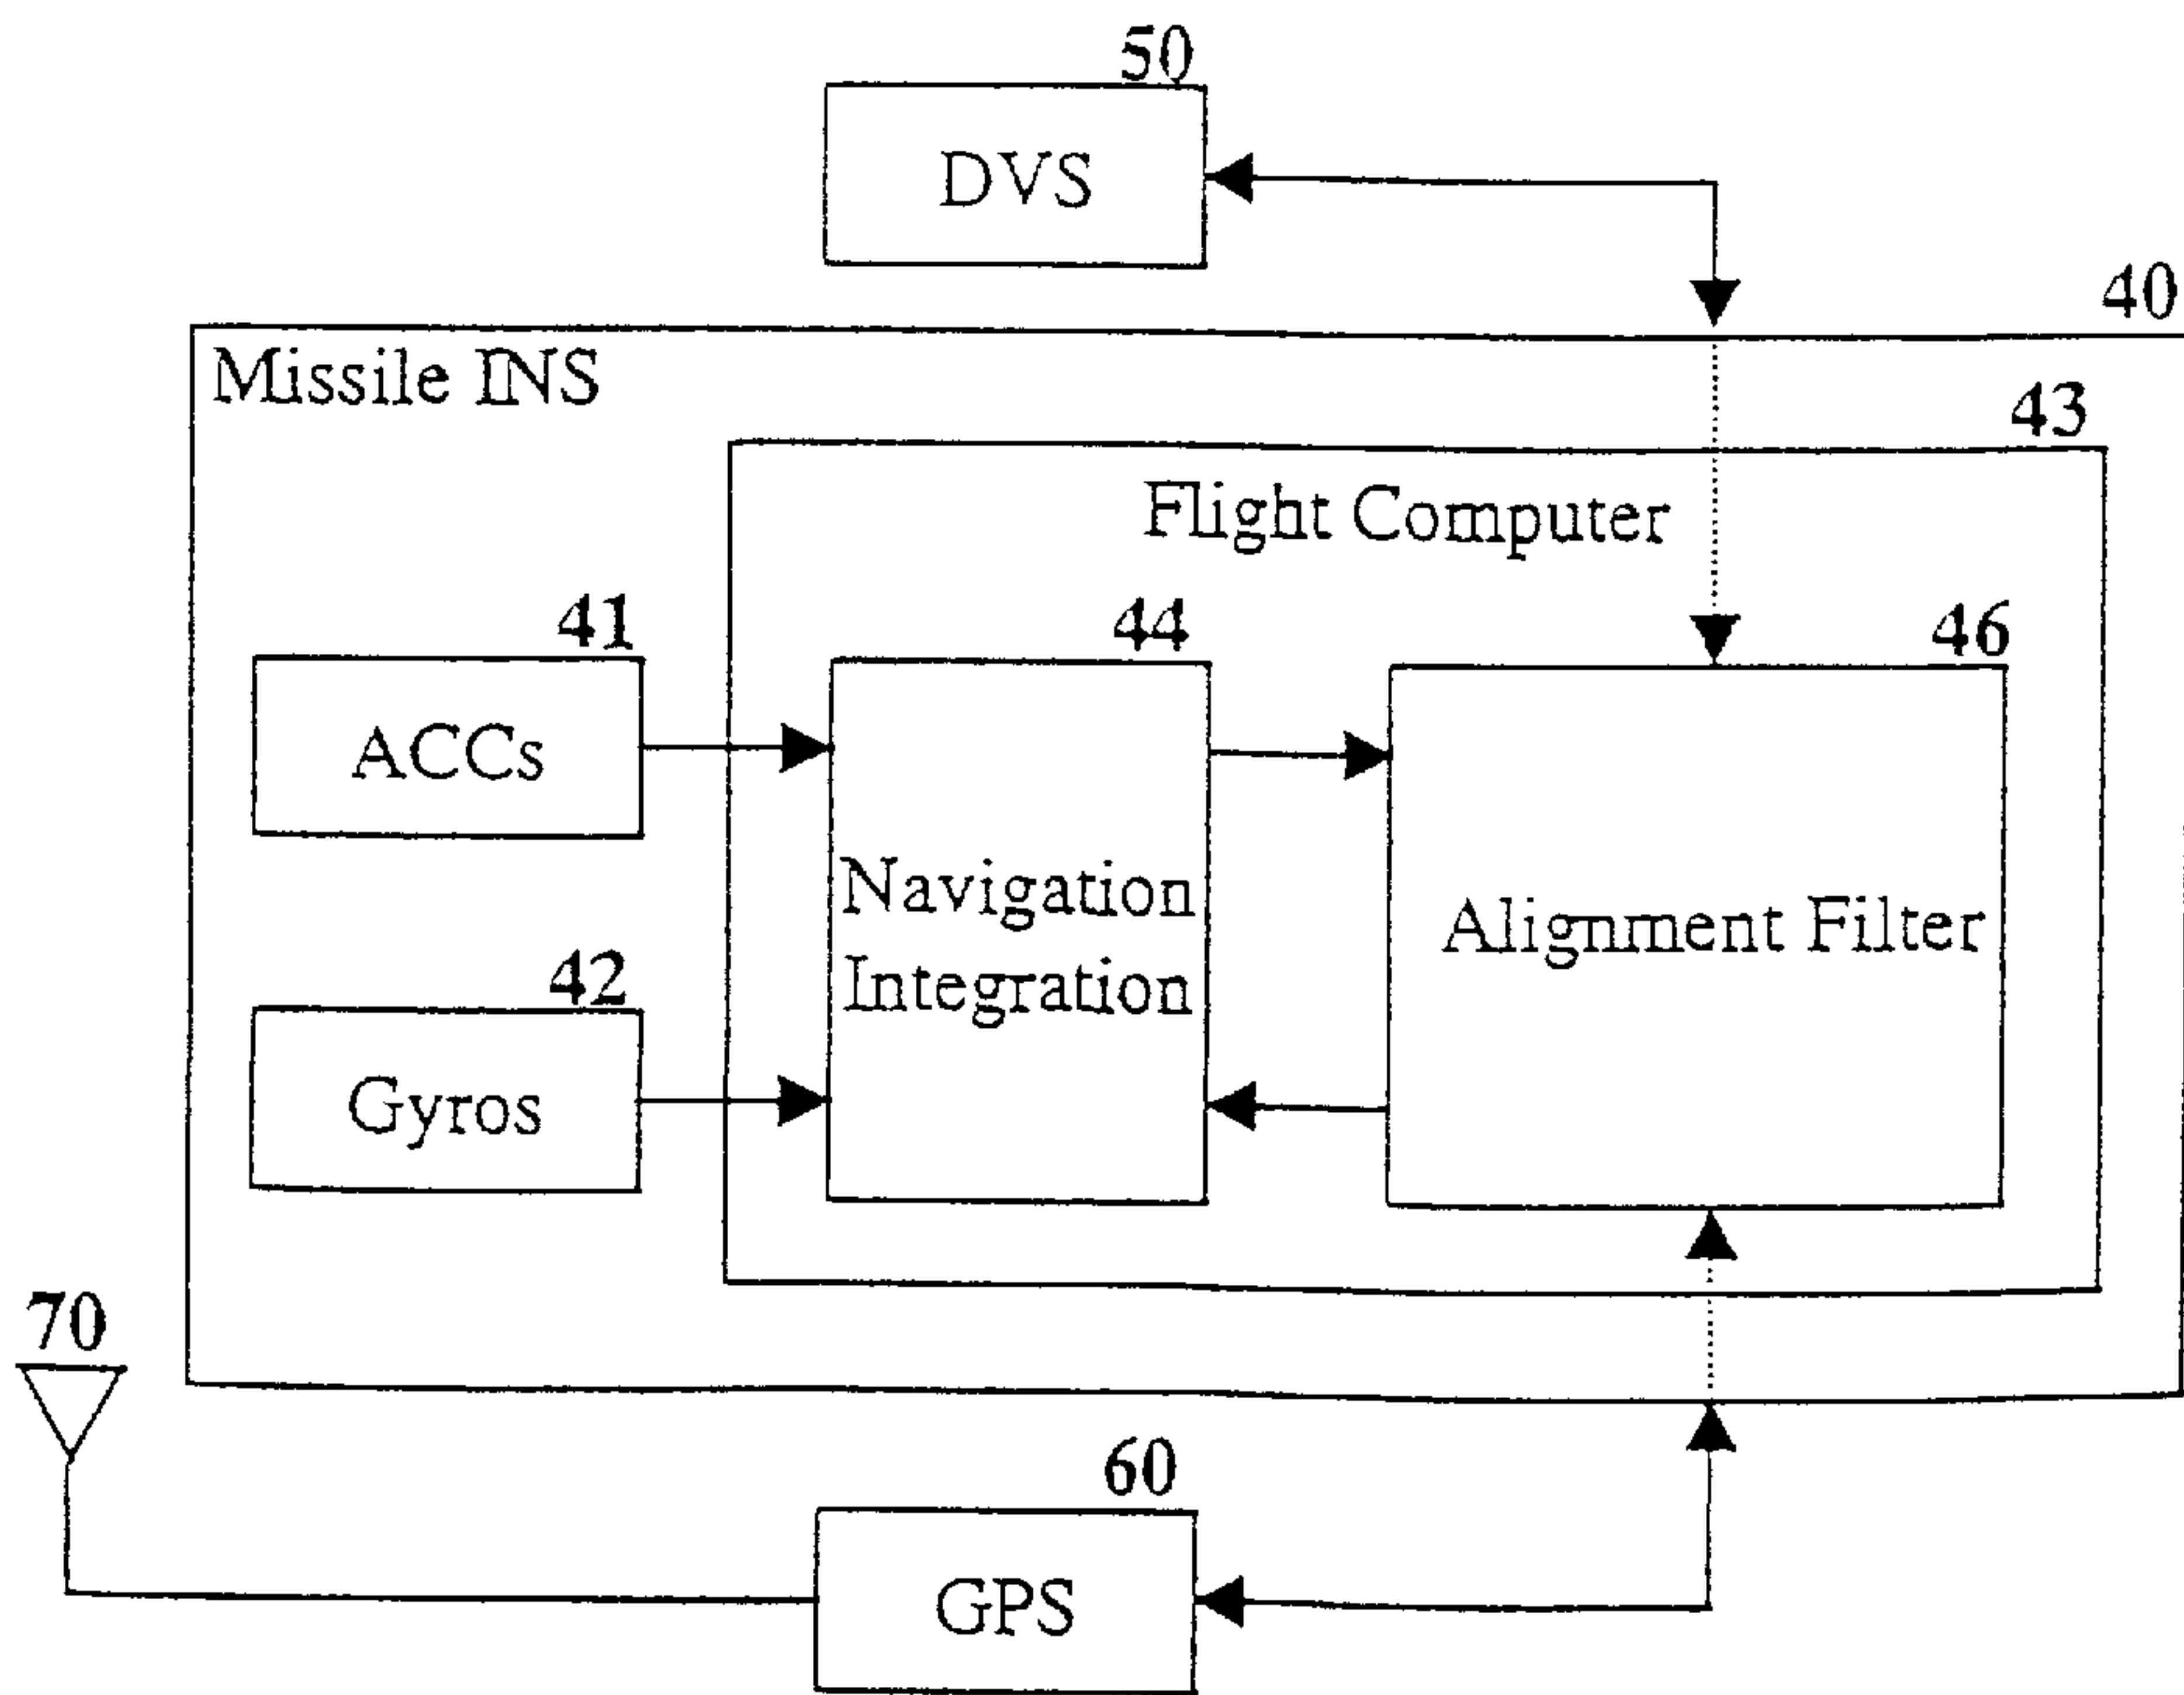 50
DVS
40
Missile INS
43
Flight Computer
41
44
46
ACCs
Navigation
Integration
Alignment Filter
42
Gyros
70
60
GPS